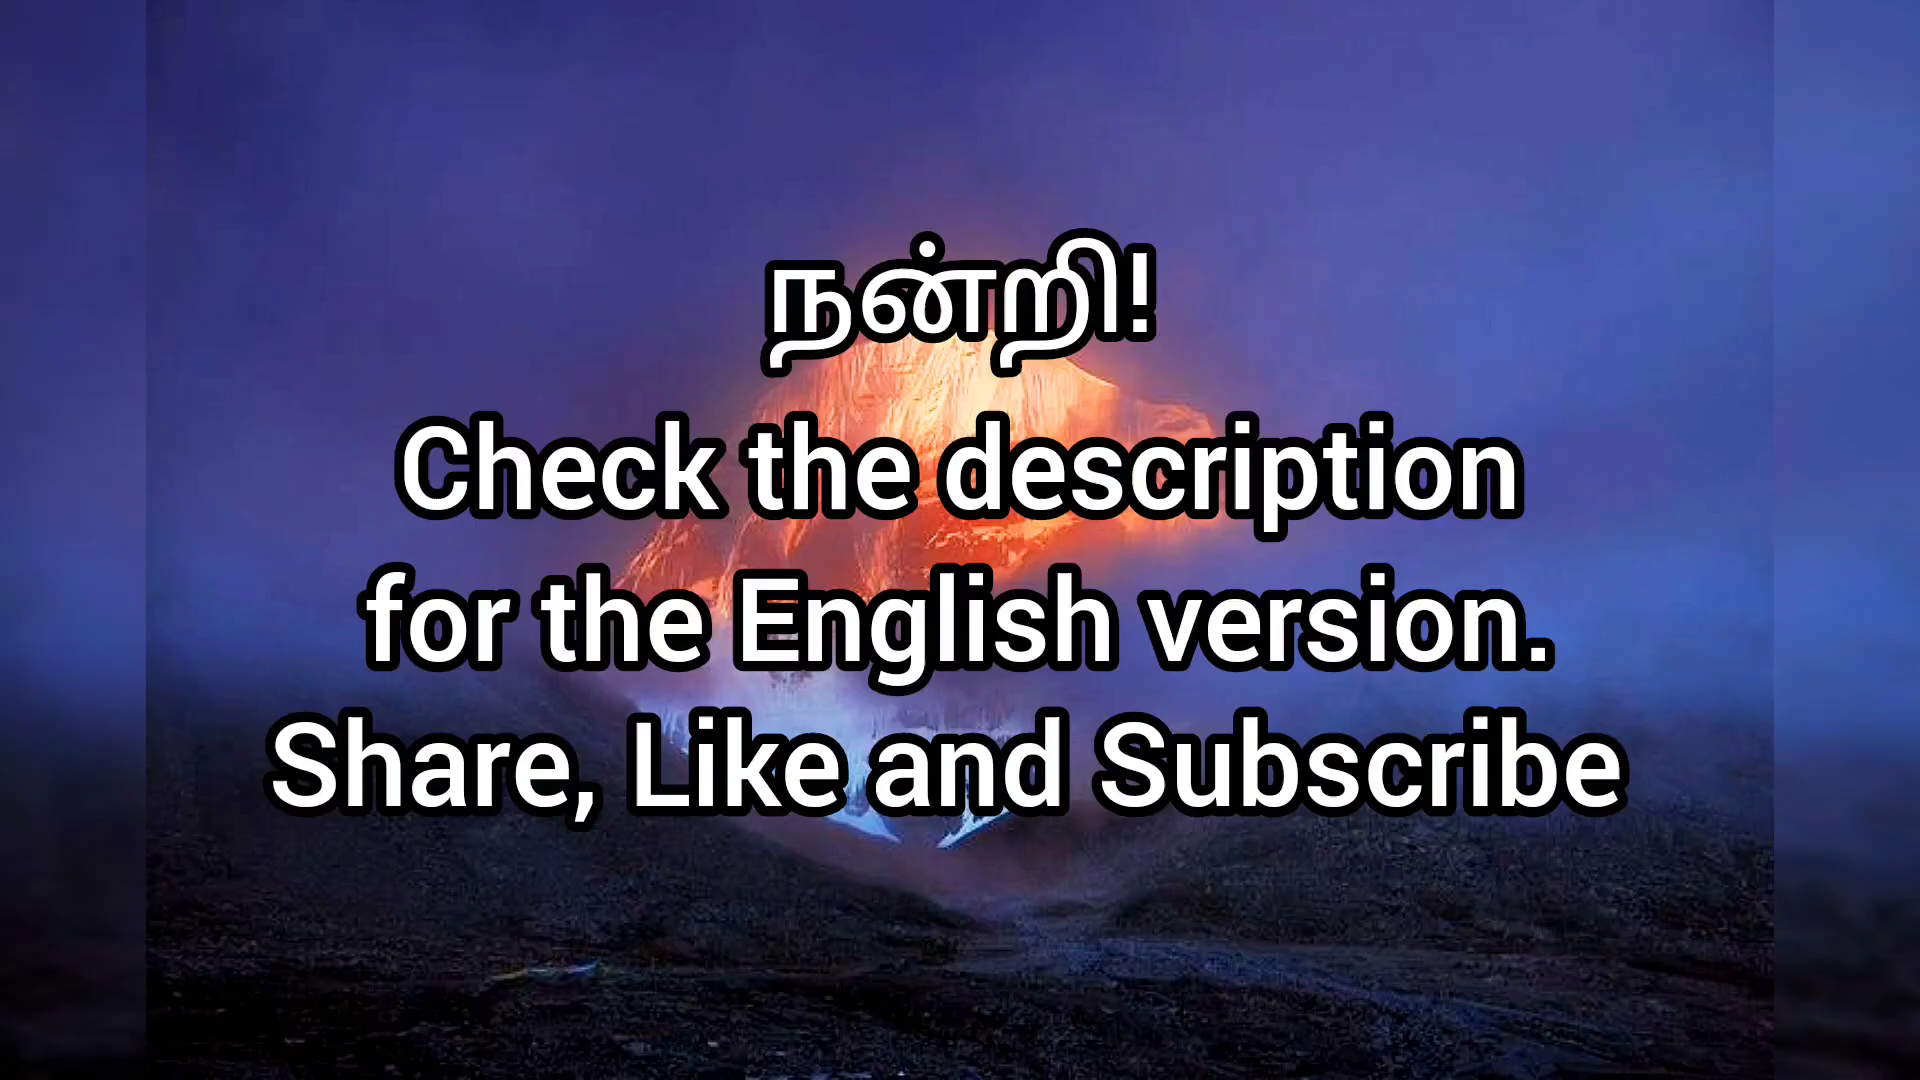 நன்றி!
Check the description
for the English version.
Share, Like and Subscribe